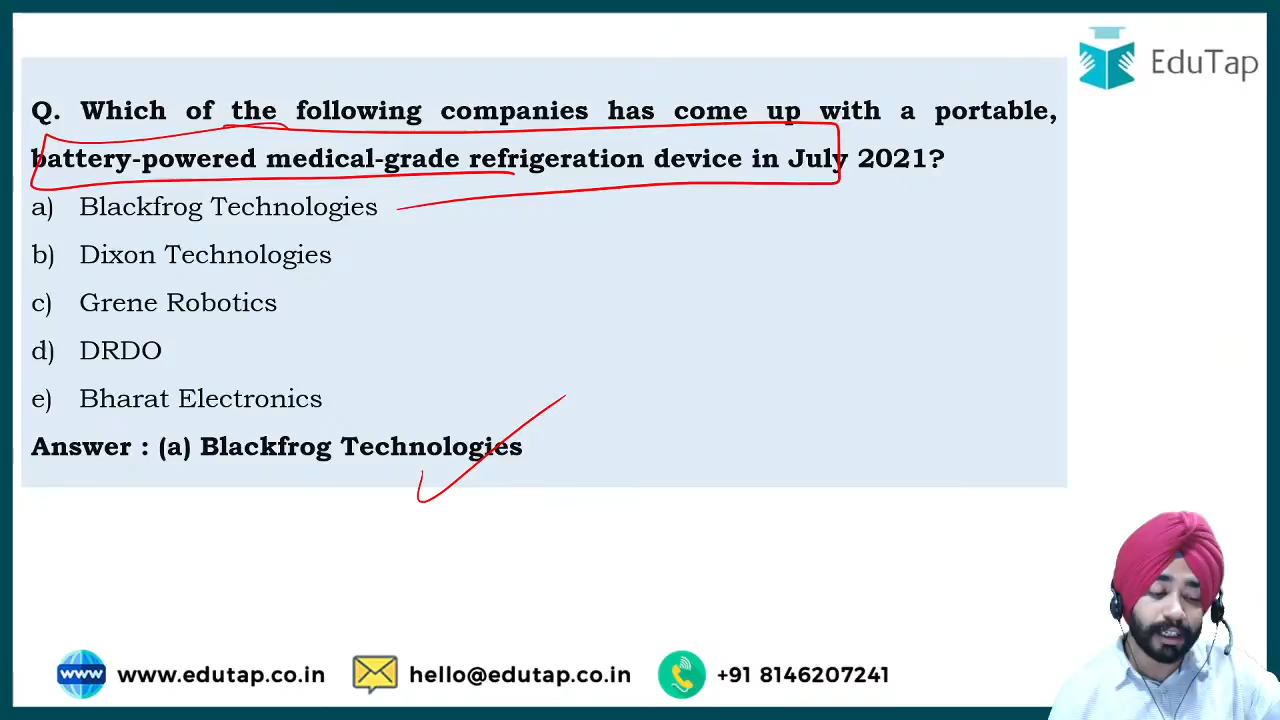 EduTap
Q. Which of the following companies has come up with a portable,
battery-powered medical-grade refrigeration device in July 2021?
a) Blackfrog Technologies
b) Dixon Technologies
c) Grene Robotics
d) DRDO
e) Bharat Electronics
Answer : (a) Blackfrog Technologies
www www.edutap.co.in hello@edutap.co.in +91 8146207241